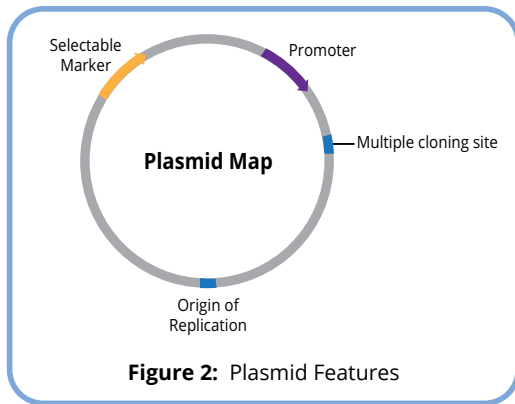 Selectable
Marker
Promoter
Multiple cloning site
Plasmid Map
Origin of
Replication
Figure 2: Plasmid Features